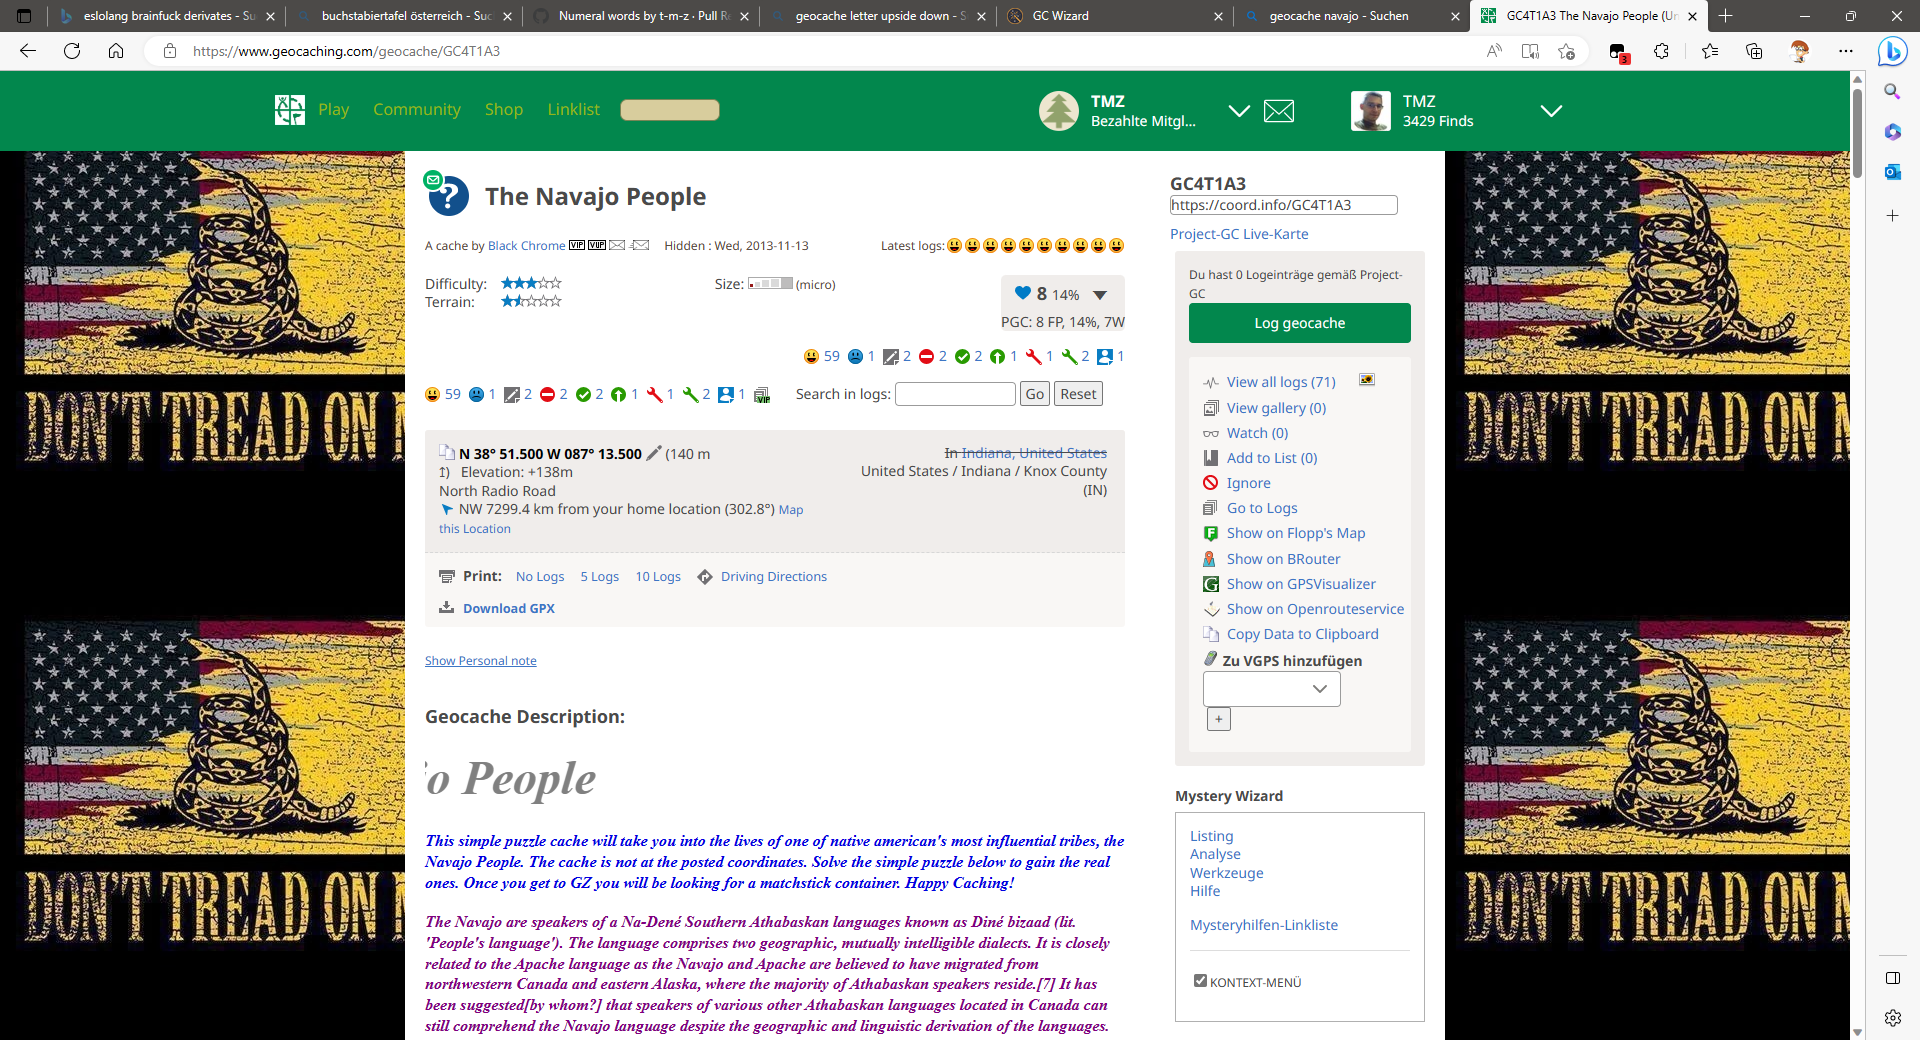 eslolang brainfuck derivates - Su
buchstabiertafel österreich - Suc
Numeral words by t-m-z · Pull Re
geocache letter upside down - S
GC Wizard
geocache navajo - Suchen
GC4T1A3 The Navajo People (Un
https://www.geocaching.com/geocache/GC4T1A3
3
Play
Community
Shop
Linklist
TMZ
Bezahlte Mitgl...
TMZ
3429 Finds
The Navajo People
A cache by Black Chrome VIP VUP Hidden : Wed, 2013-11-13
Latest logs:
Difficulty:
Terrain:
Size: (micro)
8 14%
PGC: 8 FP, 14%, 7W
59 1 2 2 2 1 1 2 1
59 1 2 2 2 1 1 2 1 VIP
Search in logs: Go Reset
N 38° 51.500 W 087° 13.500 (140 m
↕) Elevation: +138m
North Radio Road
NW 7299.4 km from your home location (302.8°) Map
this Location
In Indiana, United States
United States / Indiana / Knox County
(IN)
Print: No Logs 5 Logs 10 Logs Driving Directions
Download GPX
Show Personal note
Geocache Description:
o People
This simple puzzle cache will take you into the lives of one of native american's most influential tribes, the
Navajo People. The cache is not at the posted coordinates. Solve the simple puzzle below to gain the real
ones. Once you get to GZ you will be looking for a matchstick container. Happy Caching!
The Navajo are speakers of a Na-Dené Southern Athabaskan languages known as Diné bizaad (lit.
'People's language'). The language comprises two geographic, mutually intelligible dialects. It is closely
related to the Apache language as the Navajo and Apache are believed to have migrated from
northwestern Canada and eastern Alaska, where the majority of Athabaskan speakers reside.[7] It has
been suggested[by whom?] that speakers of various other Athabaskan languages located in Canada can
still comprehend the Navajo language despite the geographic and linguistic derivation of the languages.
GC4T1A3
https://coord.info/GC4T1A3
Project-GC Live-Karte
Du hast 0 Logeinträge gemäß Project-
GC
Log geocache
View all logs (71)
View gallery (0)
Watch (0)
Add to List (0)
Ignore
Go to Logs
Show on Flopp's Map
Show on BRouter
Show on GPSVisualizer
Show on Openrouteservice
Copy Data to Clipboard
Zu VGPS hinzufügen
+
Mystery Wizard
Listing
Analyse
Werkzeuge
Hilfe
Mysteryhilfen-Linkliste
KONTEXT-MENÜ
DON'T TREAD ON M
DON'T TREAD ON M
DON'T TREAD ON M
DON'T TREAD ON M